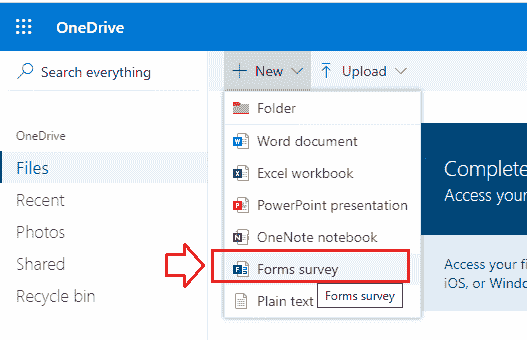 OneDrive
Search everything
New
Upload
Folder
OneDrive
Word document
Complete
Files
Excel workbook
Access your
Recent
PowerPoint presentation
Photos
OneNote notebook
Shared
Forms survey
Access your fi
iOS, or Windo
Recycle bin
Plain text
Forms survey